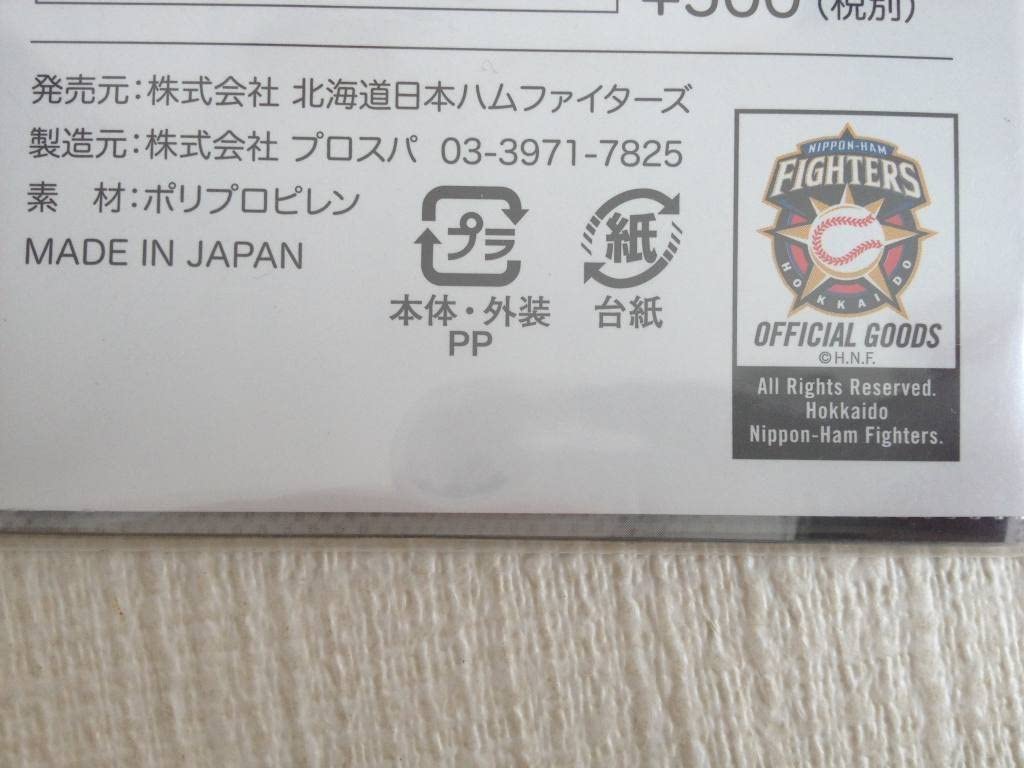 ¥500（税別）
発売元：株式会社 北海道日本ハムファイターズ
製造元：株式会社 プロスパ 03-3971-7825
素　材：ポリプロピレン
MADE IN JAPAN
プラ
本体・外装
PP
紙
台紙
NIPPON-HAM
FIGHTERS
HOKKAIDO
OFFICIAL GOODS
©H.N.F.
All Rights Reserved.
Hokkaido
Nippon-Ham Fighters.